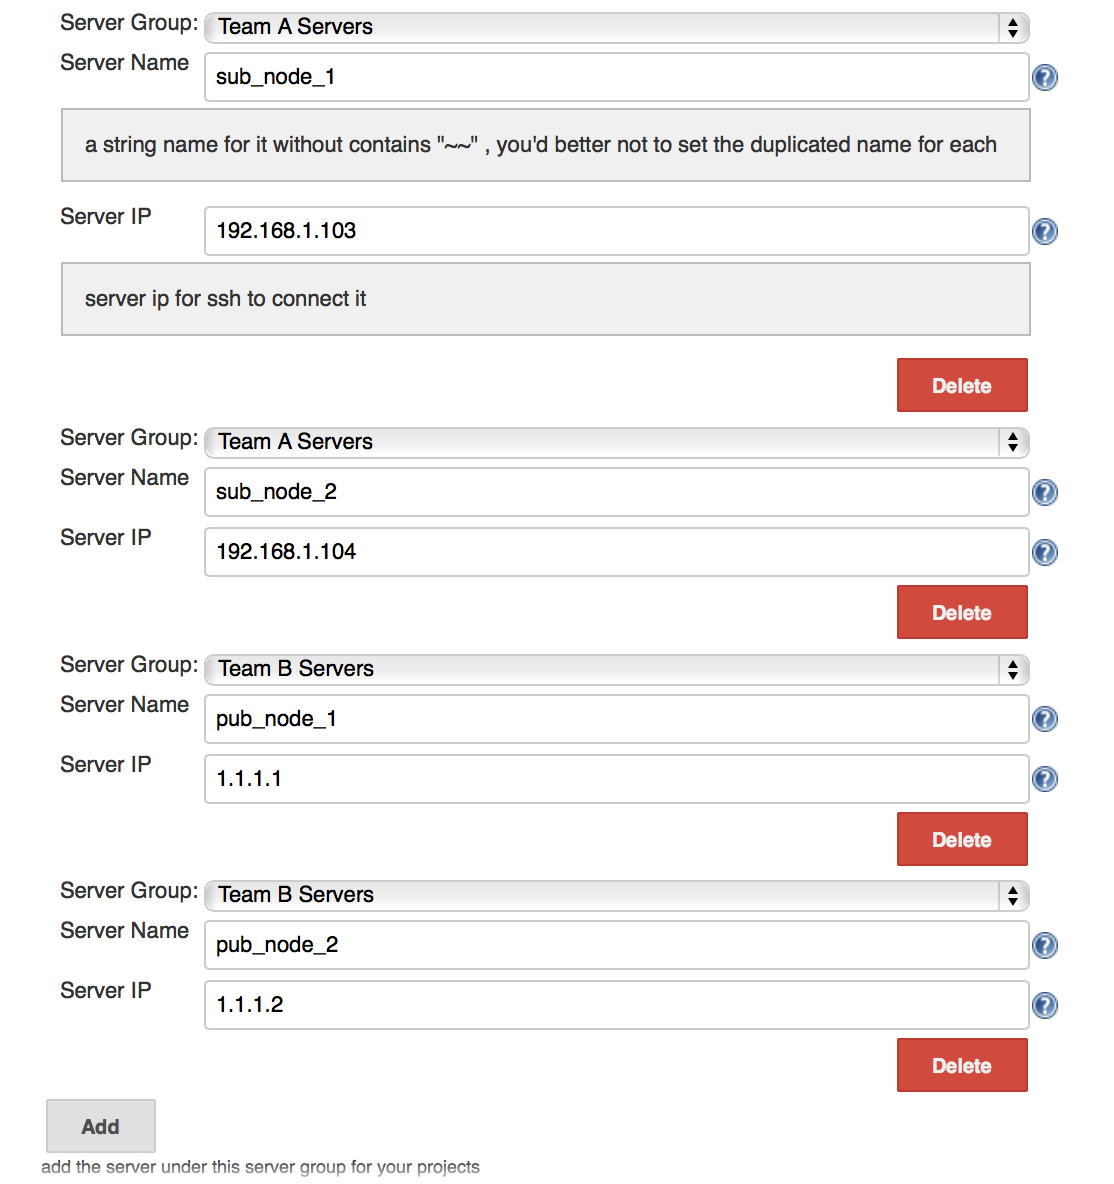 Server Group: Team A Servers
Server Name sub_node_1
a string name for it without contains "~~" , you'd better not to set the duplicated name for each
Server IP 192.168.1.103
server ip for ssh to connect it
Delete
Server Group: Team A Servers
Server Name sub_node_2
Server IP 192.168.1.104
Delete
Server Group: Team B Servers
Server Name pub_node_1
Server IP 1.1.1.1
Delete
Server Group: Team B Servers
Server Name pub_node_2
Server IP 1.1.1.2
Delete
Add
add the server under this server group for your projects